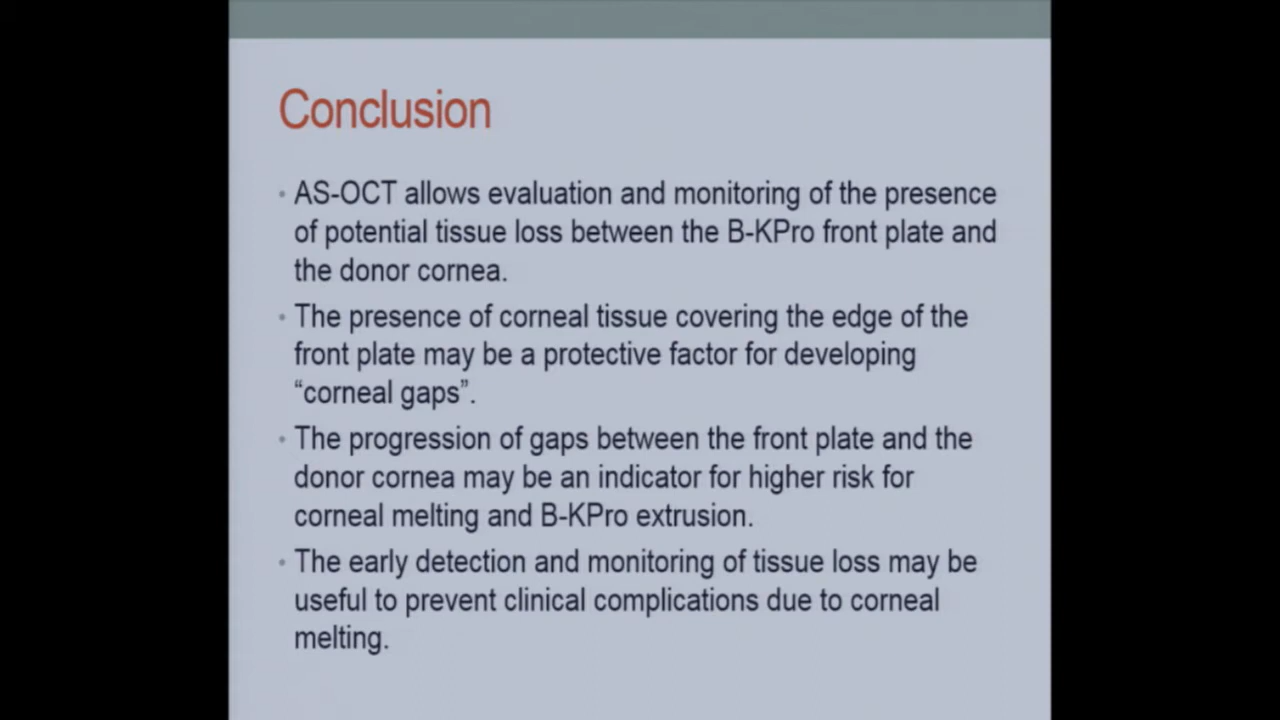 Conclusion
• AS-OCT allows evaluation and monitoring of the presence
of potential tissue loss between the B-KPro front plate and
the donor cornea.
• The presence of corneal tissue covering the edge of the
front plate may be a protective factor for developing
“corneal gaps”.
• The progression of gaps between the front plate and the
donor cornea may be an indicator for higher risk for
corneal melting and B-KPro extrusion.
• The early detection and monitoring of tissue loss may be
useful to prevent clinical complications due to corneal
melting.